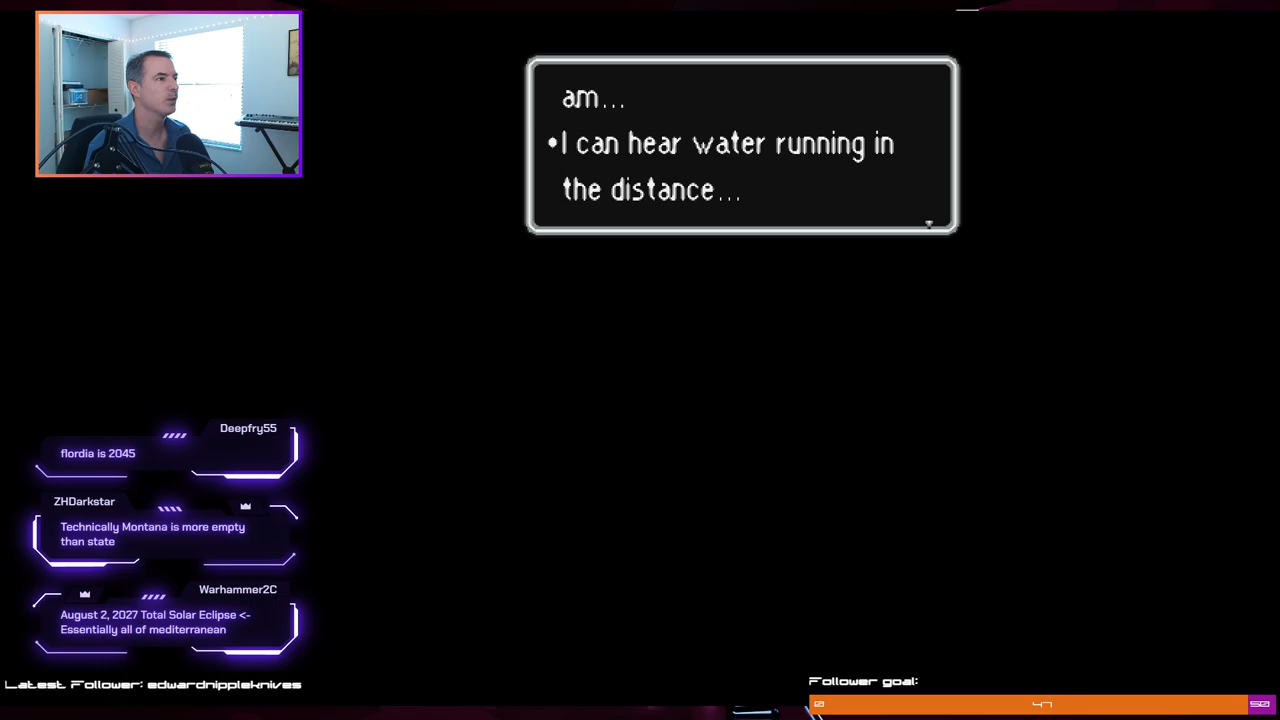 am...
•I can hear water running in
the distance...
Deepfry55
flordia is 2045
ZHDarkstar
Technically Montana is more empty
than state
Warhammer2C
August 2, 2027 Total Solar Eclipse <-
Essentially all of mediterranean
Latest Follower: edwardnippleknives
Follower goal:
0 47 50